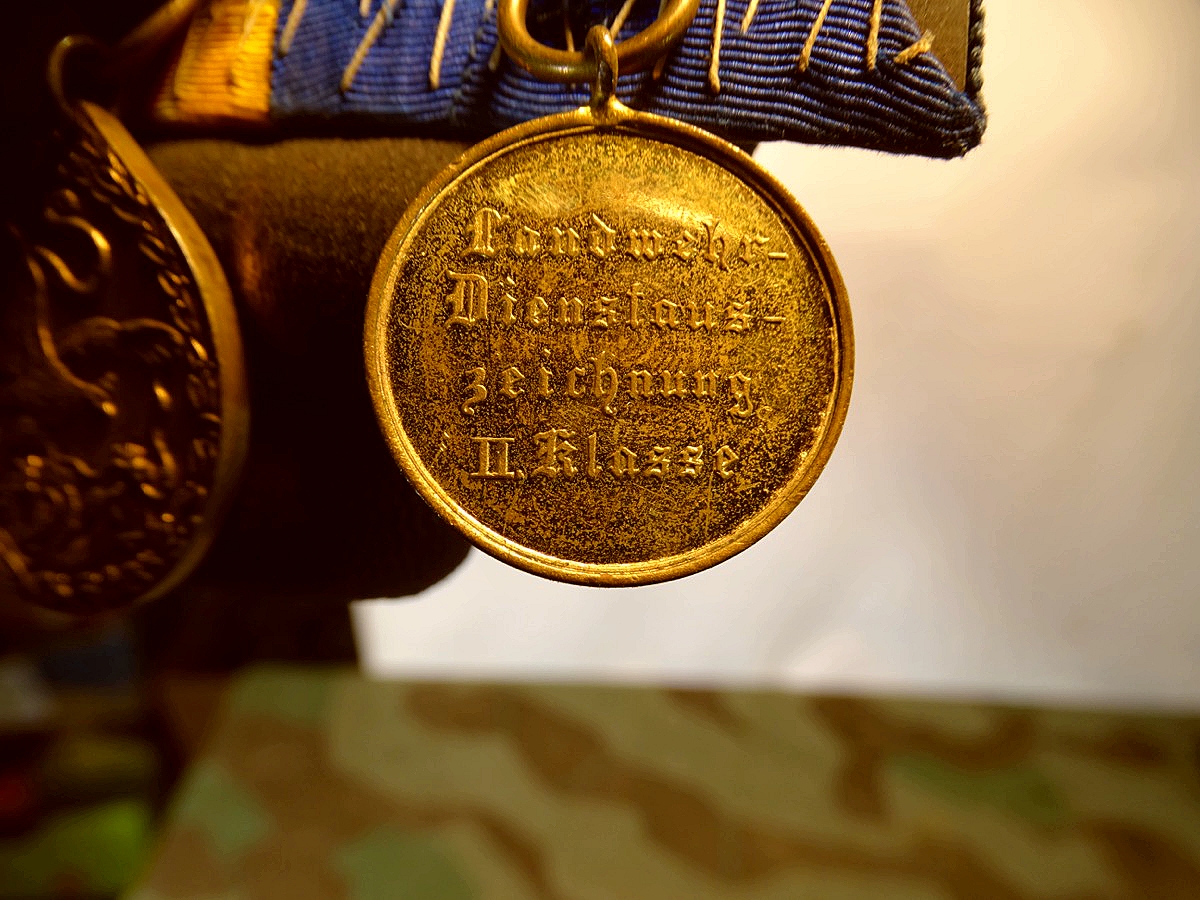 Landwehr-
Dienstaus-
zeichnung
II. Klasse